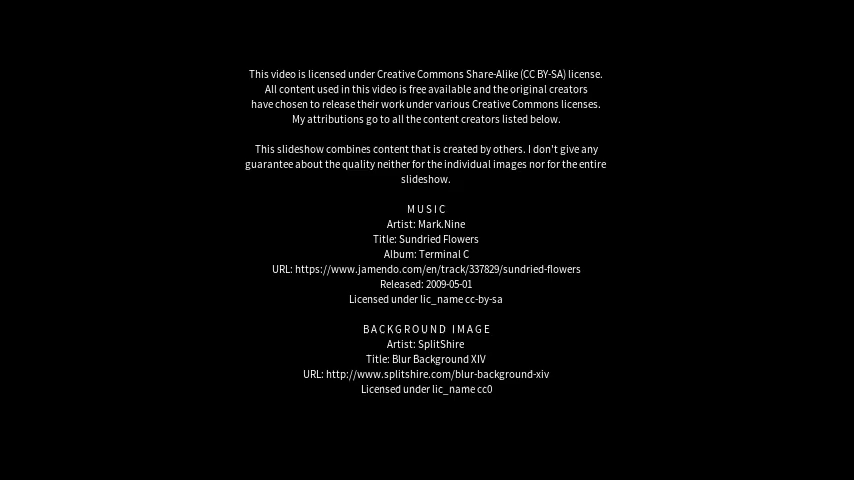 This video is licensed under Creative Commons Share-Alike (CC BY-SA) license.
All content used in this video is free available and the original creators
have chosen to release their work under various Creative Commons licenses.
My attributions go to all the content creators listed below.
This slideshow combines content that is created by others. I don't give any
guarantee about the quality neither for the individual images nor for the entire
slideshow.
MUSIC
Artist: Mark.Nine
Title: Sundried Flowers
Album: Terminal C
URL: https://www.jamendo.com/en/track/337829/sundried-flowers
Released: 2009-05-01
Licensed under lic_name cc-by-sa
BACKGROUND IMAGE
Artist: SplitShire
Title: Blur Background XIV
URL: http://www.splitshire.com/blur-background-xiv
Licensed under lic_name cc0